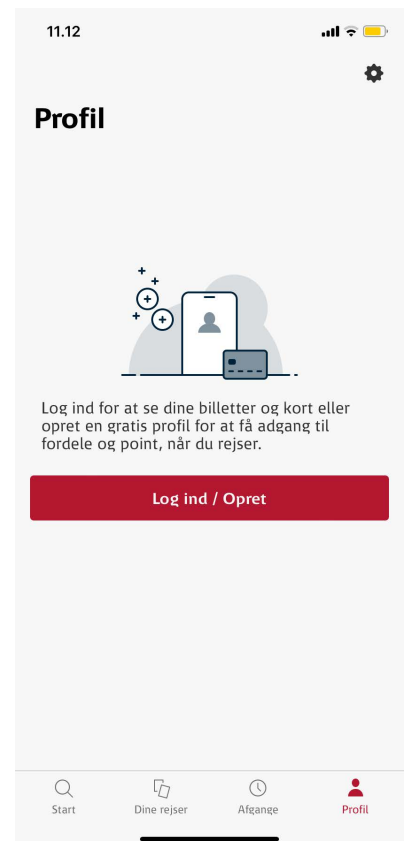 11.12
Profil
Log ind for at se dine billetter og kort eller
opret en gratis profil for at få adgang til
fordele og point, når du rejser.
Log ind / Opret
Start
Dine rejser
Afgange
Profil